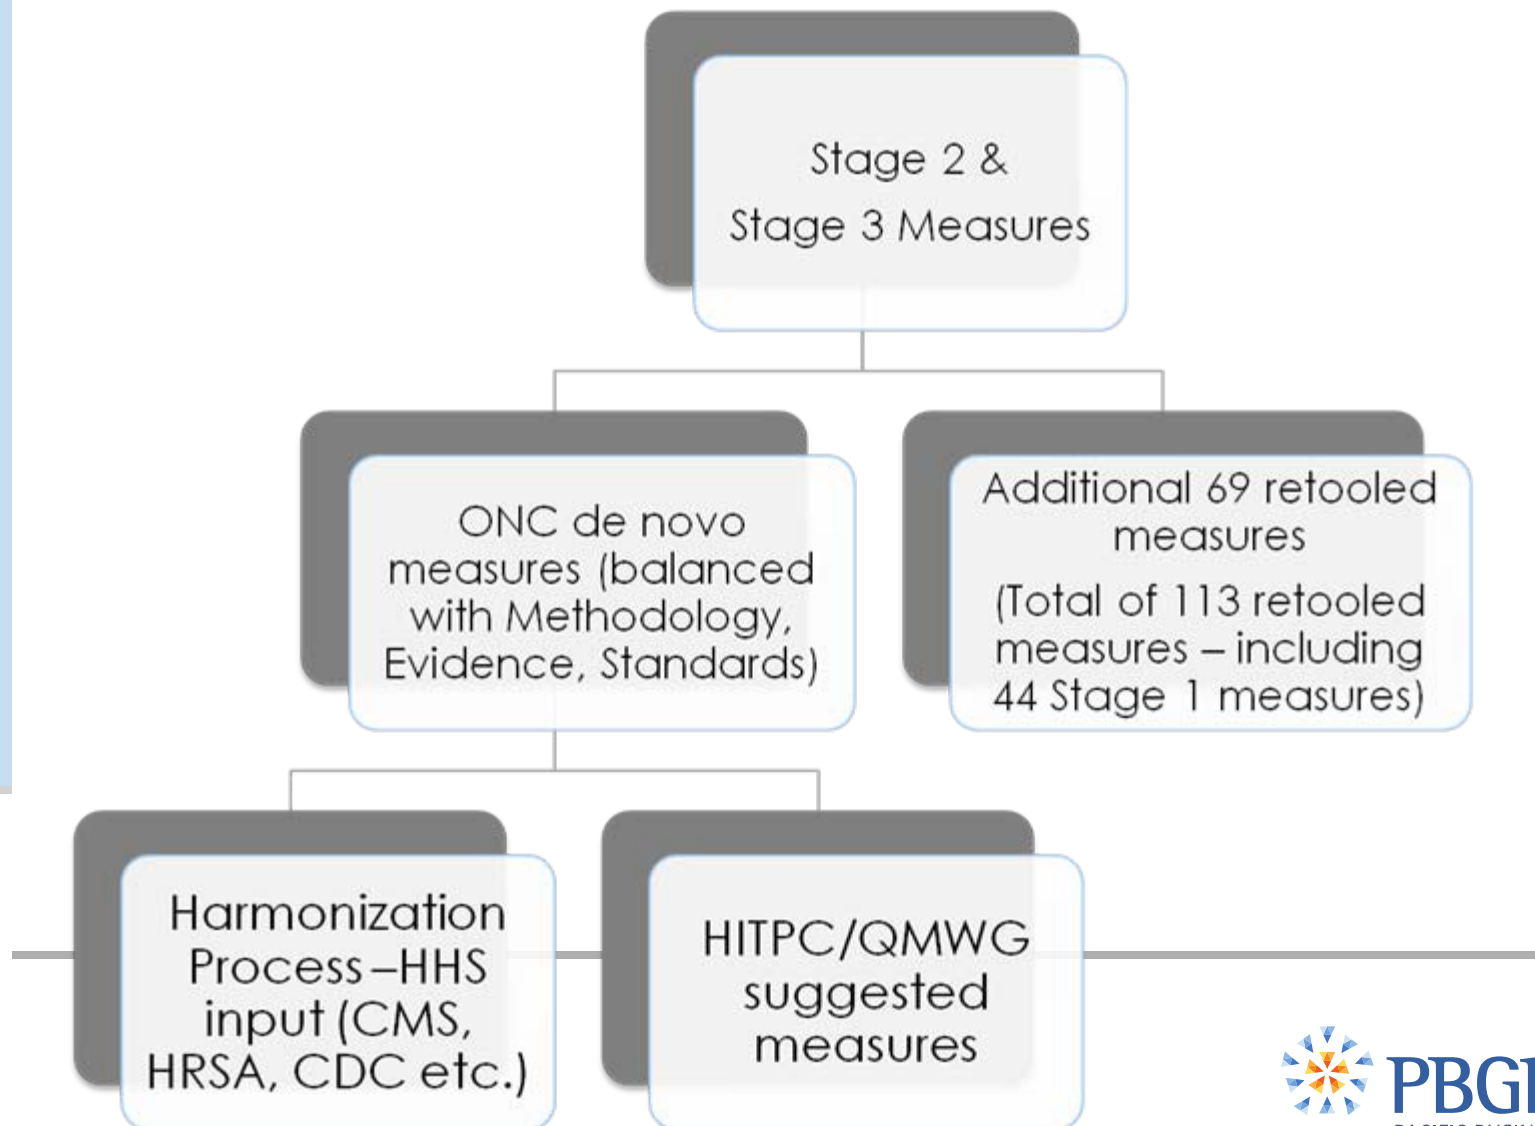 Stage 2 &
Stage 3 Measures
ONC de novo
measures (balanced
with Methodology,
Evidence, Standards)
Additional 69 retooled
measures
(Total of 113 retooled
measures – including
44 Stage 1 measures)
Harmonization
Process –HHS
input (CMS,
HRSA, CDC etc.)
HITPC/QMWG
suggested
measures